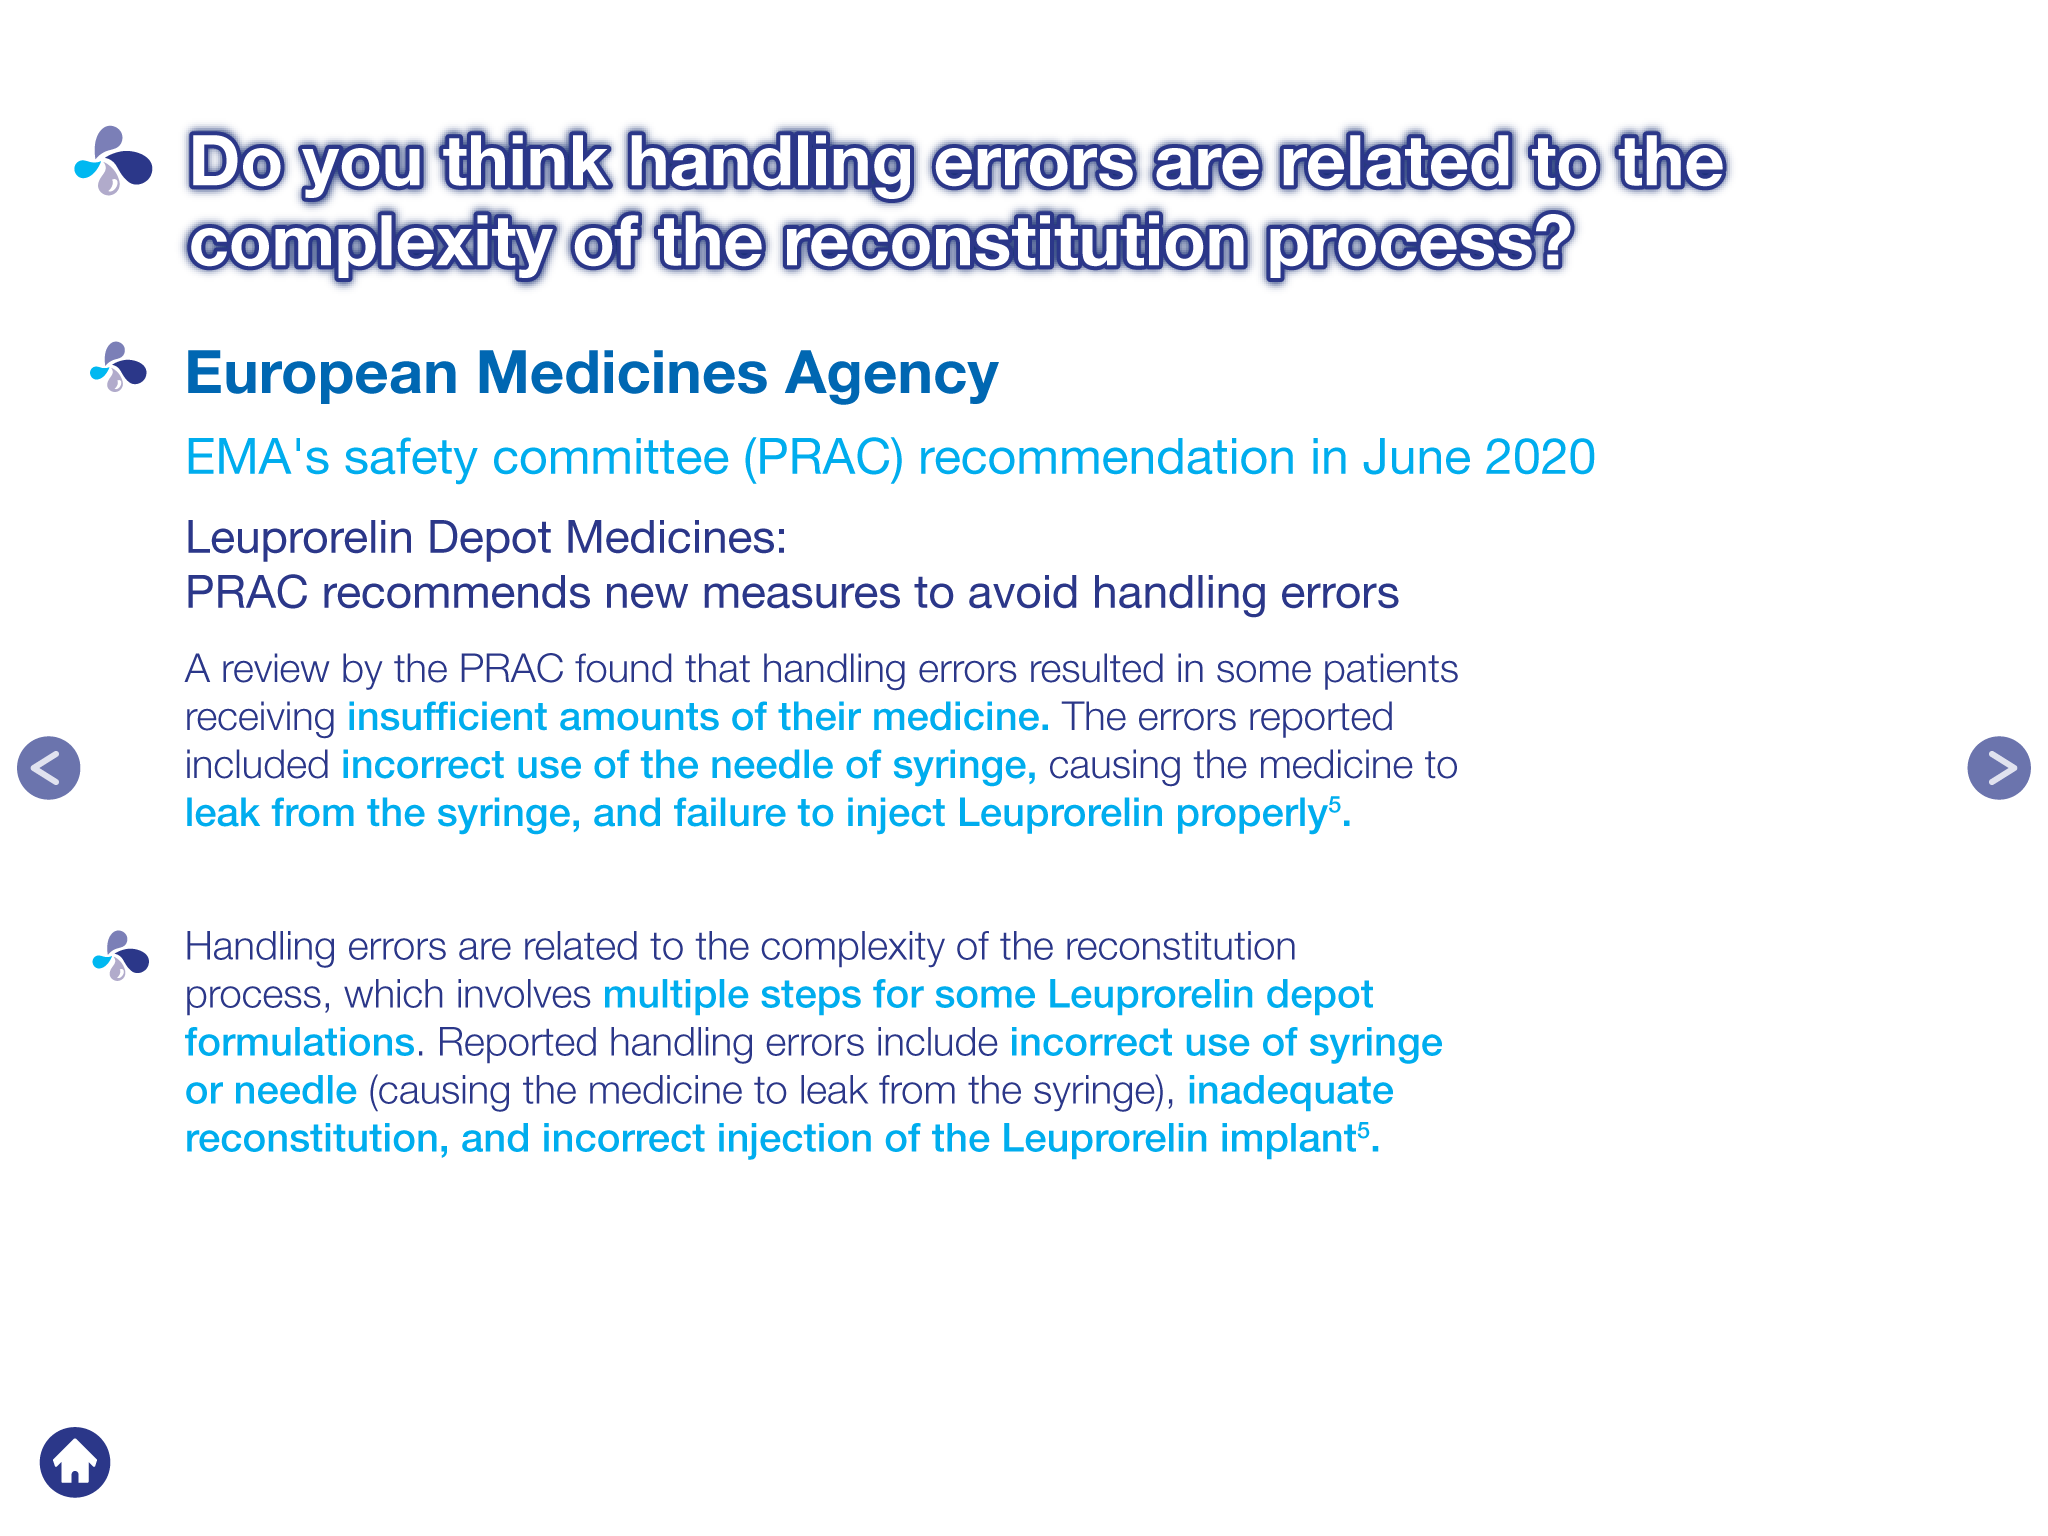 Do you think handling errors are related to the
complexity of the reconstitution process?
European Medicines Agency
EMA's safety committee (PRAC) recommendation in June 2020
Leuprorelin Depot Medicines:
PRAC recommends new measures to avoid handling errors
A review by the PRAC found that handling errors resulted in some patients
receiving insufficient amounts of their medicine. The errors reported
included incorrect use of the needle of syringe, causing the medicine to
leak from the syringe, and failure to inject Leuprorelin properly⁵.
Handling errors are related to the complexity of the reconstitution
process, which involves multiple steps for some Leuprorelin depot
formulations. Reported handling errors include incorrect use of syringe
or needle (causing the medicine to leak from the syringe), inadequate
reconstitution, and incorrect injection of the Leuprorelin implant⁵.